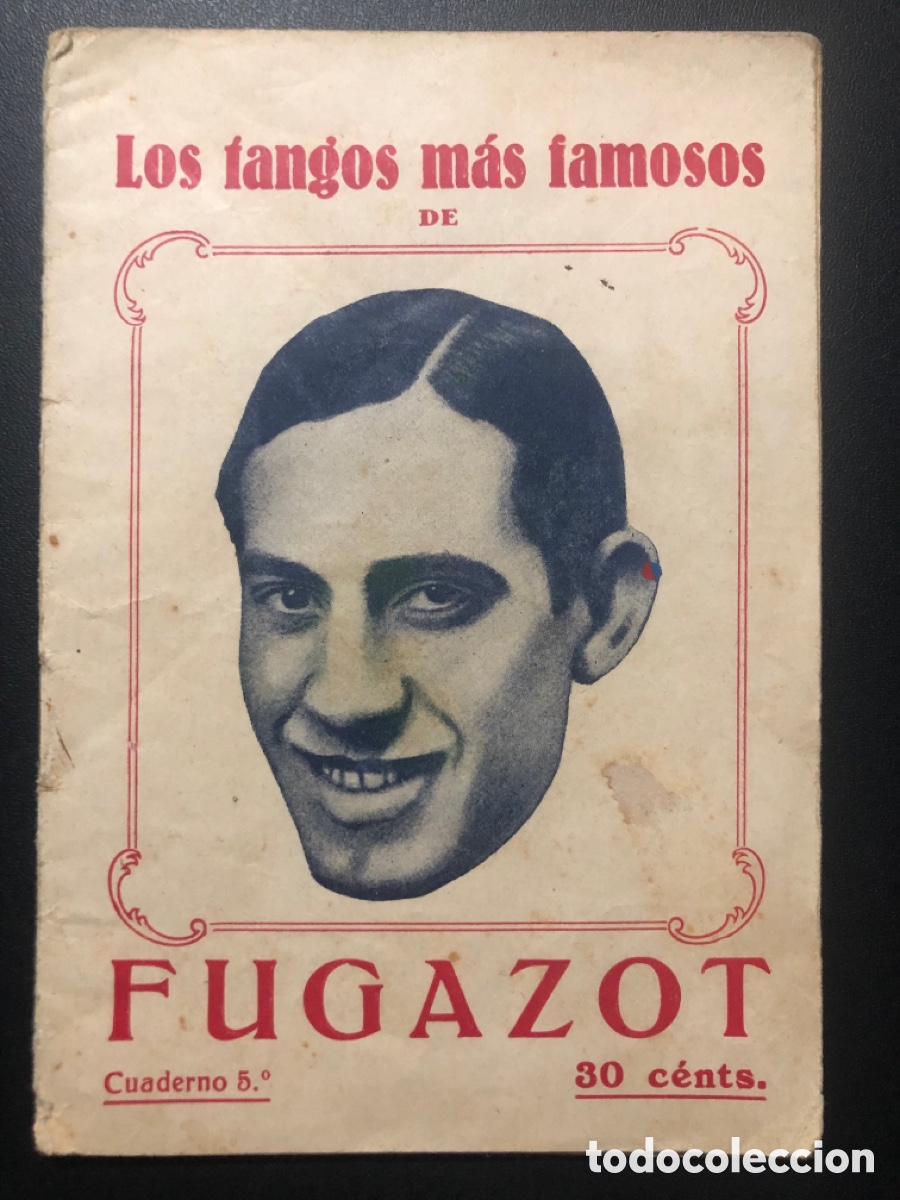 Los tangos más famosos
DE
FUGAZOT
Cuaderno 5.º
30 cénts.
todocoleccion